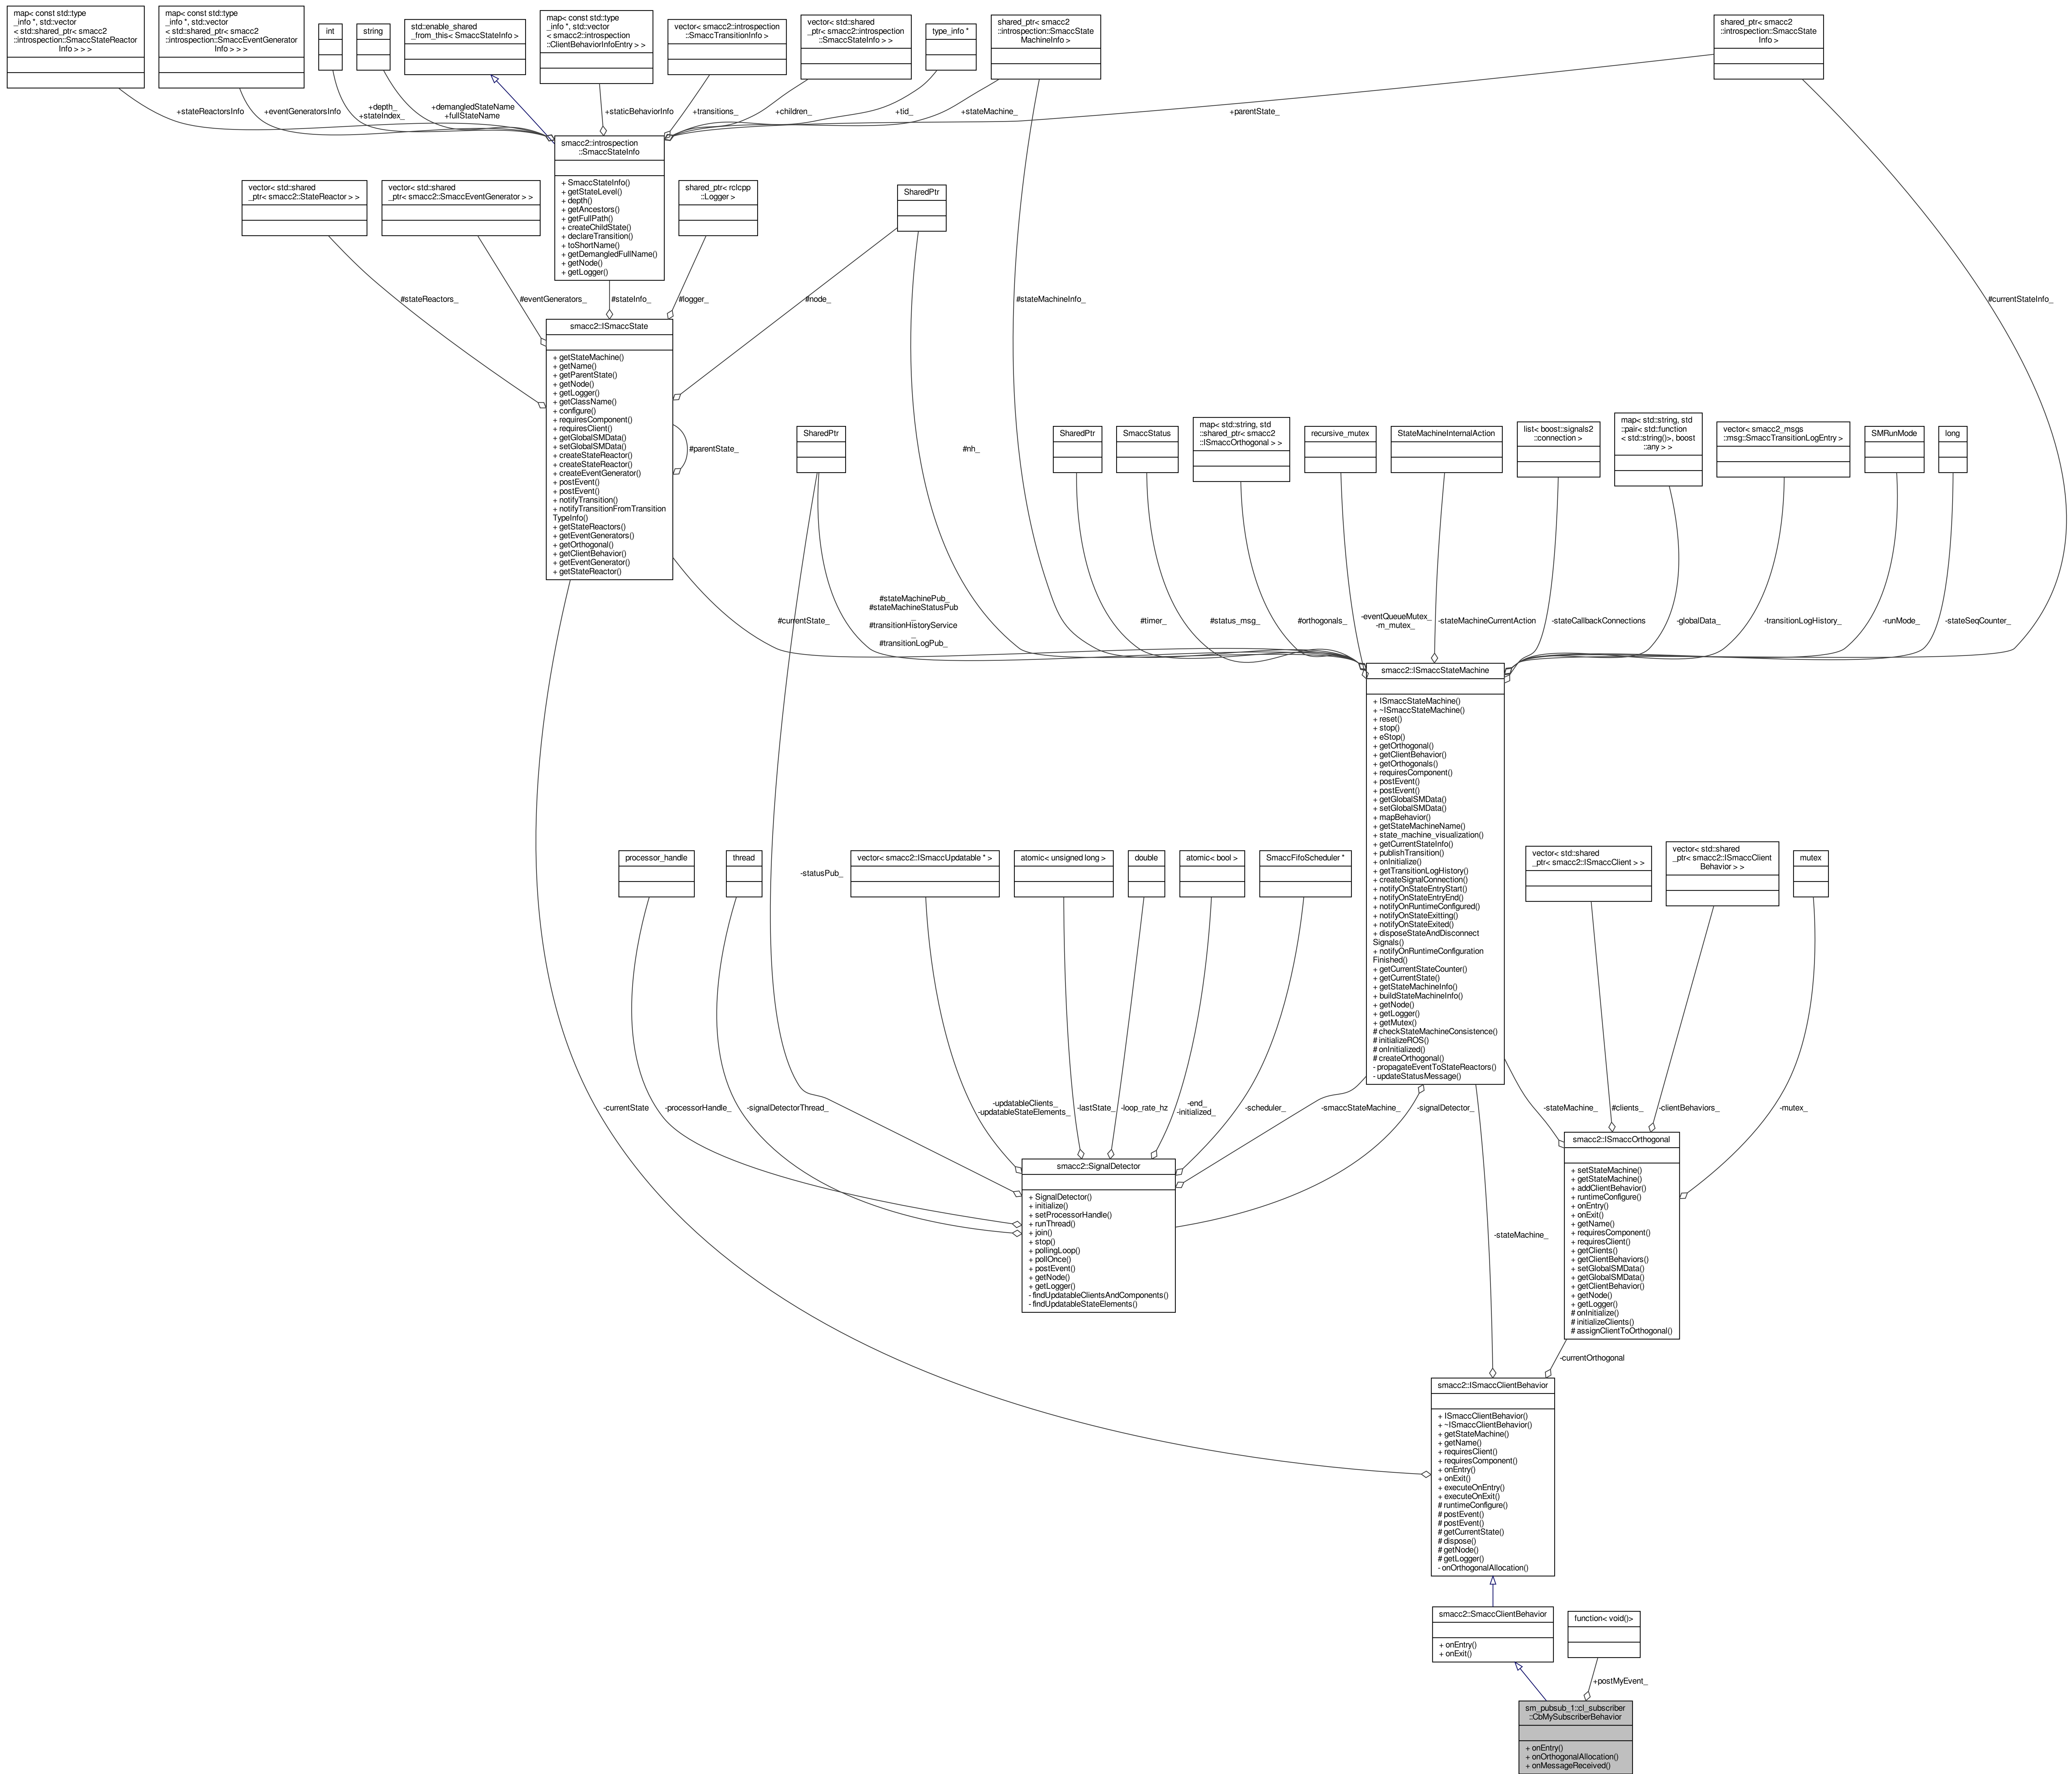 map< const std::type
_info *, std::vector
< std::shared_ptr< smacc2
::introspection::SmaccStateReactor
Info > > >
map< const std::type
_info *, std::vector
< std::shared_ptr< smacc2
::introspection::SmaccEventGenerator
Info > > >
int
string
std::enable_shared
_from_this< SmaccStateInfo >
map< const std::type
_info *, std::vector
< smacc2::introspection
::ClientBehaviorInfoEntry > >
vector< smacc2::introspection
::SmaccTransitionInfo >
vector< std::shared
_ptr< smacc2::introspection
::SmaccStateInfo > >
type_info *
shared_ptr< smacc2
::introspection::SmaccState
MachineInfo >
shared_ptr< smacc2
::introspection::SmaccState
Info >
+stateReactorsInfo
+eventGeneratorsInfo
+depth_
+stateIndex_
+demangledStateName
+fullStateName
+staticBehaviorInfo
+transitions_
+children_
+tid_
+stateMachine_
+parentState_
smacc2::introspection
::SmaccStateInfo
+ SmaccStateInfo()
+ getStateLevel()
+ depth()
+ getAncestors()
+ getFullPath()
+ createChildState()
+ declareTransition()
+ toShortName()
+ getDemangledFullName()
+ getNode()
+ getLogger()
vector< std::shared
_ptr< smacc2::StateReactor > >
vector< std::shared
_ptr< smacc2::SmaccEventGenerator > >
shared_ptr< rclcpp
::Logger >
SharedPtr
#stateReactors_
#eventGenerators_
#stateInfo_
#logger_
#node_
#stateMachineInfo_
#currentStateInfo_
smacc2::ISmaccState
+ getStateMachine()
+ getName()
+ getParentState()
+ getNode()
+ getLogger()
+ getClassName()
+ configure()
+ requiresComponent()
+ requiresClient()
+ getGlobalSMData()
+ setGlobalSMData()
+ createStateReactor()
+ createStateReactor()
+ createEventGenerator()
+ postEvent()
+ postEvent()
+ notifyTransition()
+ notifyTransitionFromTransition
TypeInfo()
+ getStateReactors()
+ getEventGenerators()
+ getOrthogonal()
+ getClientBehavior()
+ getEventGenerator()
+ getStateReactor()
#parentState_
SharedPtr
#nh_
SharedPtr
SmaccStatus
map< std::string, std
::shared_ptr< smacc2
::ISmaccOrthogonal > >
recursive_mutex
StateMachineInternalAction
list< boost::signals2
::connection >
map< std::string, std
::pair< std::function
< std::string()>, boost
::any > >
vector< smacc2_msgs
::msg::SmaccTransitionLogEntry >
SMRunMode
long
#currentState_
#stateMachinePub_
#stateMachineStatusPub
_
#transitionHistoryService
_
#transitionLogPub_
#timer_
#status_msg_
#orthogonals_
-eventQueueMutex_
-m_mutex_
-stateMachineCurrentAction
-stateCallbackConnections
-globalData_
-transitionLogHistory_
-runMode_
-stateSeqCounter_
smacc2::ISmaccStateMachine
+ ISmaccStateMachine()
+ ~ISmaccStateMachine()
+ reset()
+ stop()
+ eStop()
+ getOrthogonal()
+ getClientBehavior()
+ getOrthogonals()
+ requiresComponent()
+ postEvent()
+ postEvent()
+ getGlobalSMData()
+ setGlobalSMData()
+ mapBehavior()
+ getStateMachineName()
+ state_machine_visualization()
+ getCurrentStateInfo()
+ publishTransition()
+ onInitialize()
+ getTransitionLogHistory()
+ createSignalConnection()
+ notifyOnStateEntryStart()
+ notifyOnStateEntryEnd()
+ notifyOnRuntimeConfigured()
+ notifyOnStateExitting()
+ notifyOnStateExited()
+ disposeStateAndDisconnect
Signals()
+ notifyOnRuntimeConfiguration
Finished()
+ getCurrentStateCounter()
+ getCurrentState()
+ getStateMachineInfo()
+ buildStateMachineInfo()
+ getNode()
+ getLogger()
+ getMutex()
# checkStateMachineConsistence()
# initializeROS()
# onInitialized()
# createOrthogonal()
- propagateEventToStateReactors()
- updateStatusMessage()
processor_handle
thread
-statusPub_
vector< smacc2::ISmaccUpdatable * >
atomic< unsigned long >
double
atomic< bool >
SmaccFifoScheduler *
vector< std::shared
_ptr< smacc2::ISmaccClient > >
vector< std::shared
_ptr< smacc2::ISmaccClient
Behavior > >
mutex
-currentState
-processorHandle_
-signalDetectorThread_
-updatableClients_
-updatableStateElements_
-lastState_
-loop_rate_hz
-end_
-initialized_
-scheduler_
-smaccStateMachine_
-signalDetector_
-stateMachine_
#clients_
-clientBehaviors_
-mutex_
smacc2::SignalDetector
+ SignalDetector()
+ initialize()
+ setProcessorHandle()
+ runThread()
+ join()
+ stop()
+ pollingLoop()
+ pollOnce()
+ postEvent()
+ getNode()
+ getLogger()
- findUpdatableClientsAndComponents()
- findUpdatableStateElements()
smacc2::ISmaccOrthogonal
+ setStateMachine()
+ getStateMachine()
+ addClientBehavior()
+ runtimeConfigure()
+ onEntry()
+ onExit()
+ getName()
+ requiresComponent()
+ requiresClient()
+ getClients()
+ getClientBehaviors()
+ setGlobalSMData()
+ getGlobalSMData()
+ getClientBehavior()
+ getNode()
+ getLogger()
# onInitialize()
# initializeClients()
# assignClientToOrthogonal()
-stateMachine_
-currentOrthogonal
smacc2::ISmaccClientBehavior
+ ISmaccClientBehavior()
+ ~ISmaccClientBehavior()
+ getStateMachine()
+ getName()
+ requiresClient()
+ requiresComponent()
+ onEntry()
+ onExit()
+ executeOnEntry()
+ executeOnExit()
# runtimeConfigure()
# postEvent()
# postEvent()
# getCurrentState()
# dispose()
# getNode()
# getLogger()
- onOrthogonalAllocation()
smacc2::SmaccClientBehavior
+ onEntry()
+ onExit()
function< void()>
+postMyEvent_
sm_pubsub_1::cl_subscriber
::CbMySubscriberBehavior
+ onEntry()
+ onOrthogonalAllocation()
+ onMessageReceived()